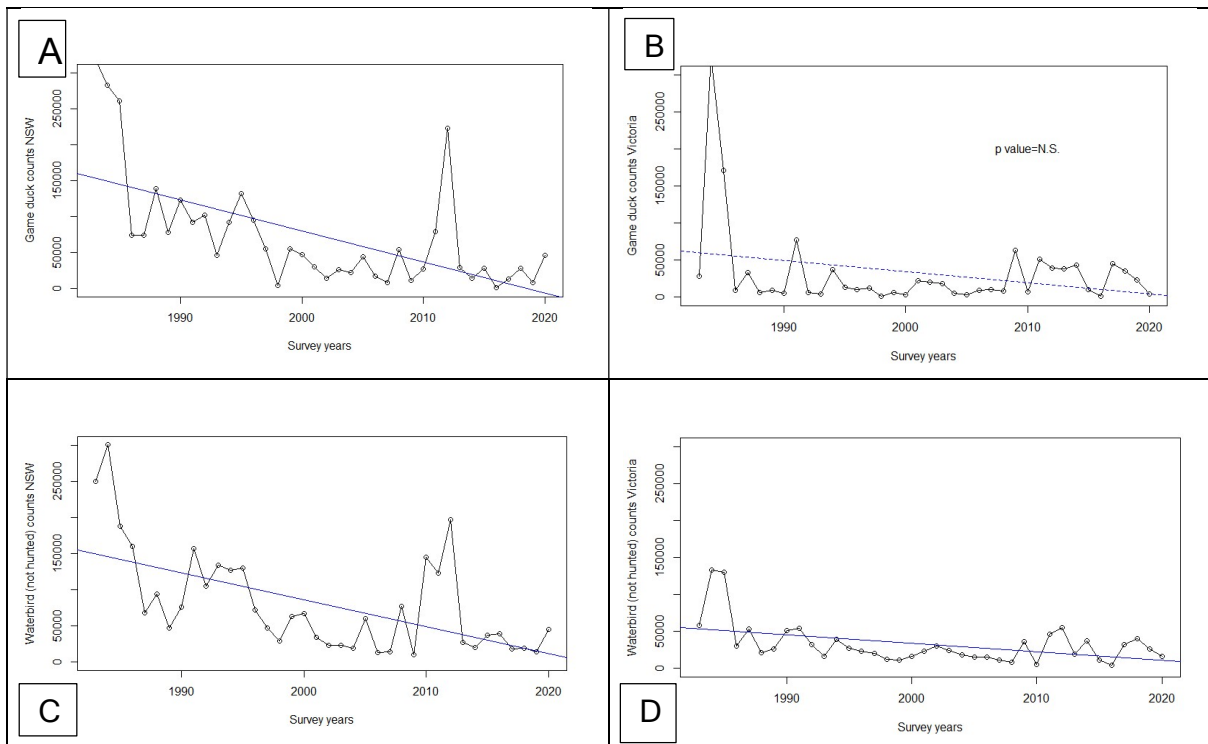 A
Game duck counts NSW
0
50000
150000
250000
1990
2000
2010
2020
Survey years
B
Game duck counts Victoria
0
50000
150000
250000
p value=N.S.
1990
2000
2010
2020
Survey years
Waterbird (not hunted) counts NSW
0
50000
150000
250000
1990
2000
2010
2020
Survey years
C
Waterbird (not hunted) counts Victoria
0
50000
150000
250000
1990
2000
2010
2020
Survey years
D